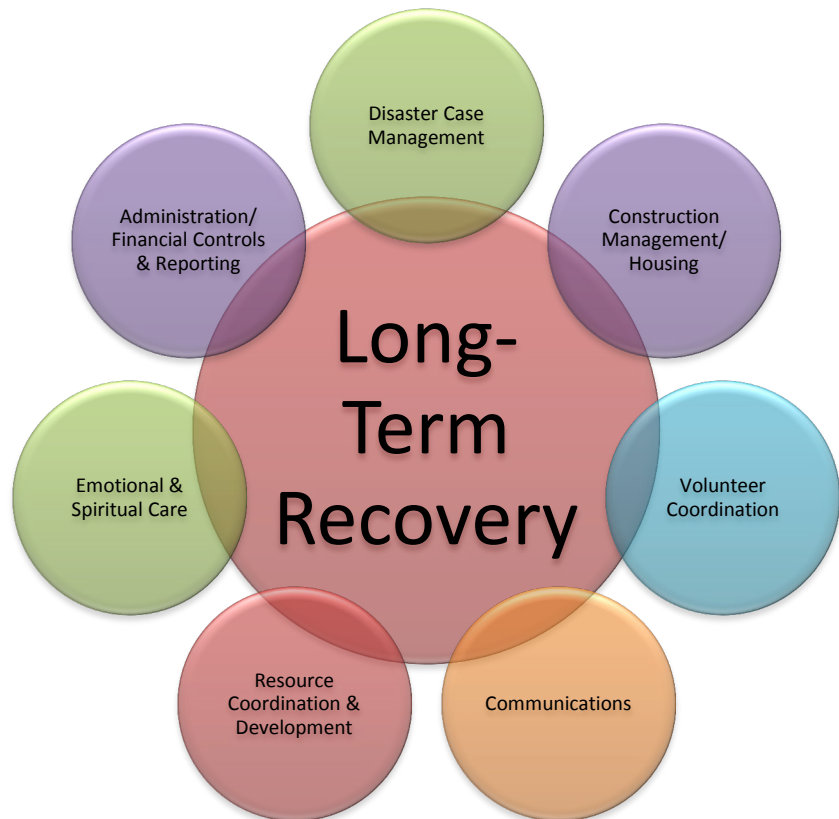 Disaster Case
Management
Administration/
Financial Controls
& Reporting
Construction
Management/
Housing
Long-
Term
Recovery
Emotional &
Spiritual Care
Volunteer
Coordination
Resource
Coordination &
Development
Communications